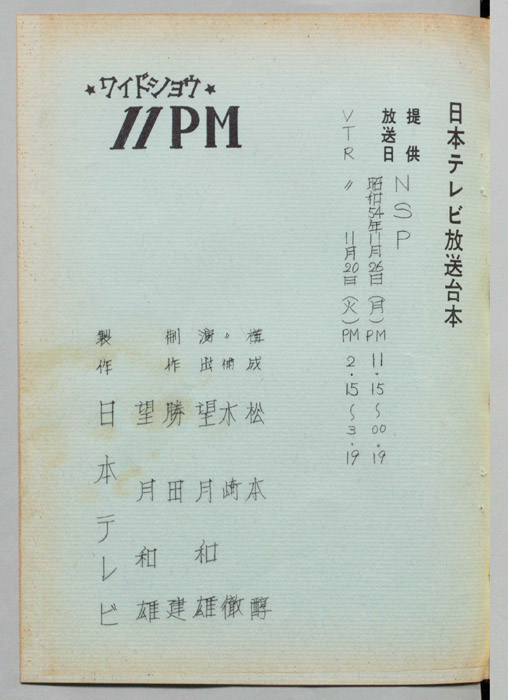 日本テレビ放送台本
提供 NSP
放送日 昭和54年11月26日(月)PM11.15〜00.19
VTR 〃 11月20日(火)PM2.15〜3.19
★ワイドショウ★
11PM
構成 松本 醇
〃補 木崎 徹
演出 望月和雄
制作 勝田 建
望月和雄
製作 日本テレビ